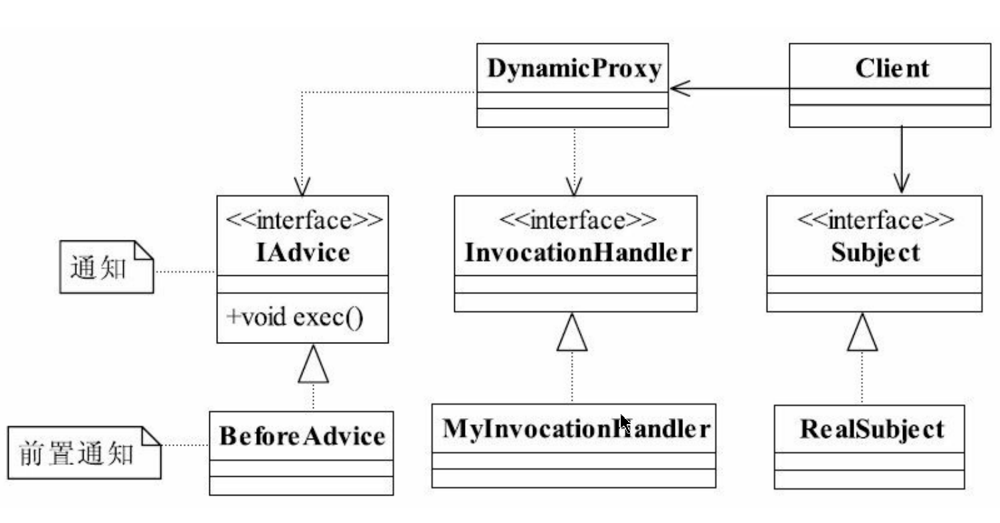 DynamicProxy
Client
<<interface>>
IAdvice
+void exec()
<<interface>>
InvocationHandler
<<interface>>
Subject
通知
BeforeAdvice
MyInvocationHandler
RealSubject
前置通知